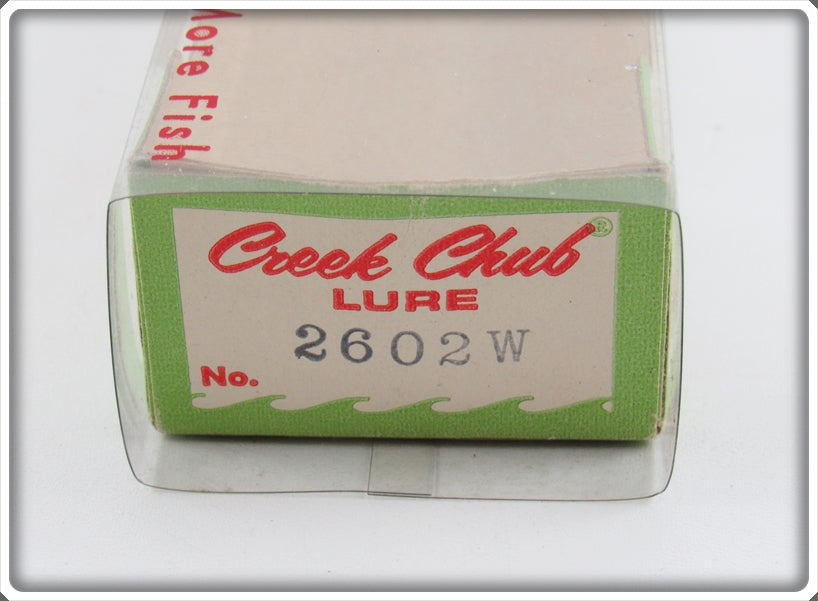 More Fish
Creek Chub®
LURE
2602W
No.